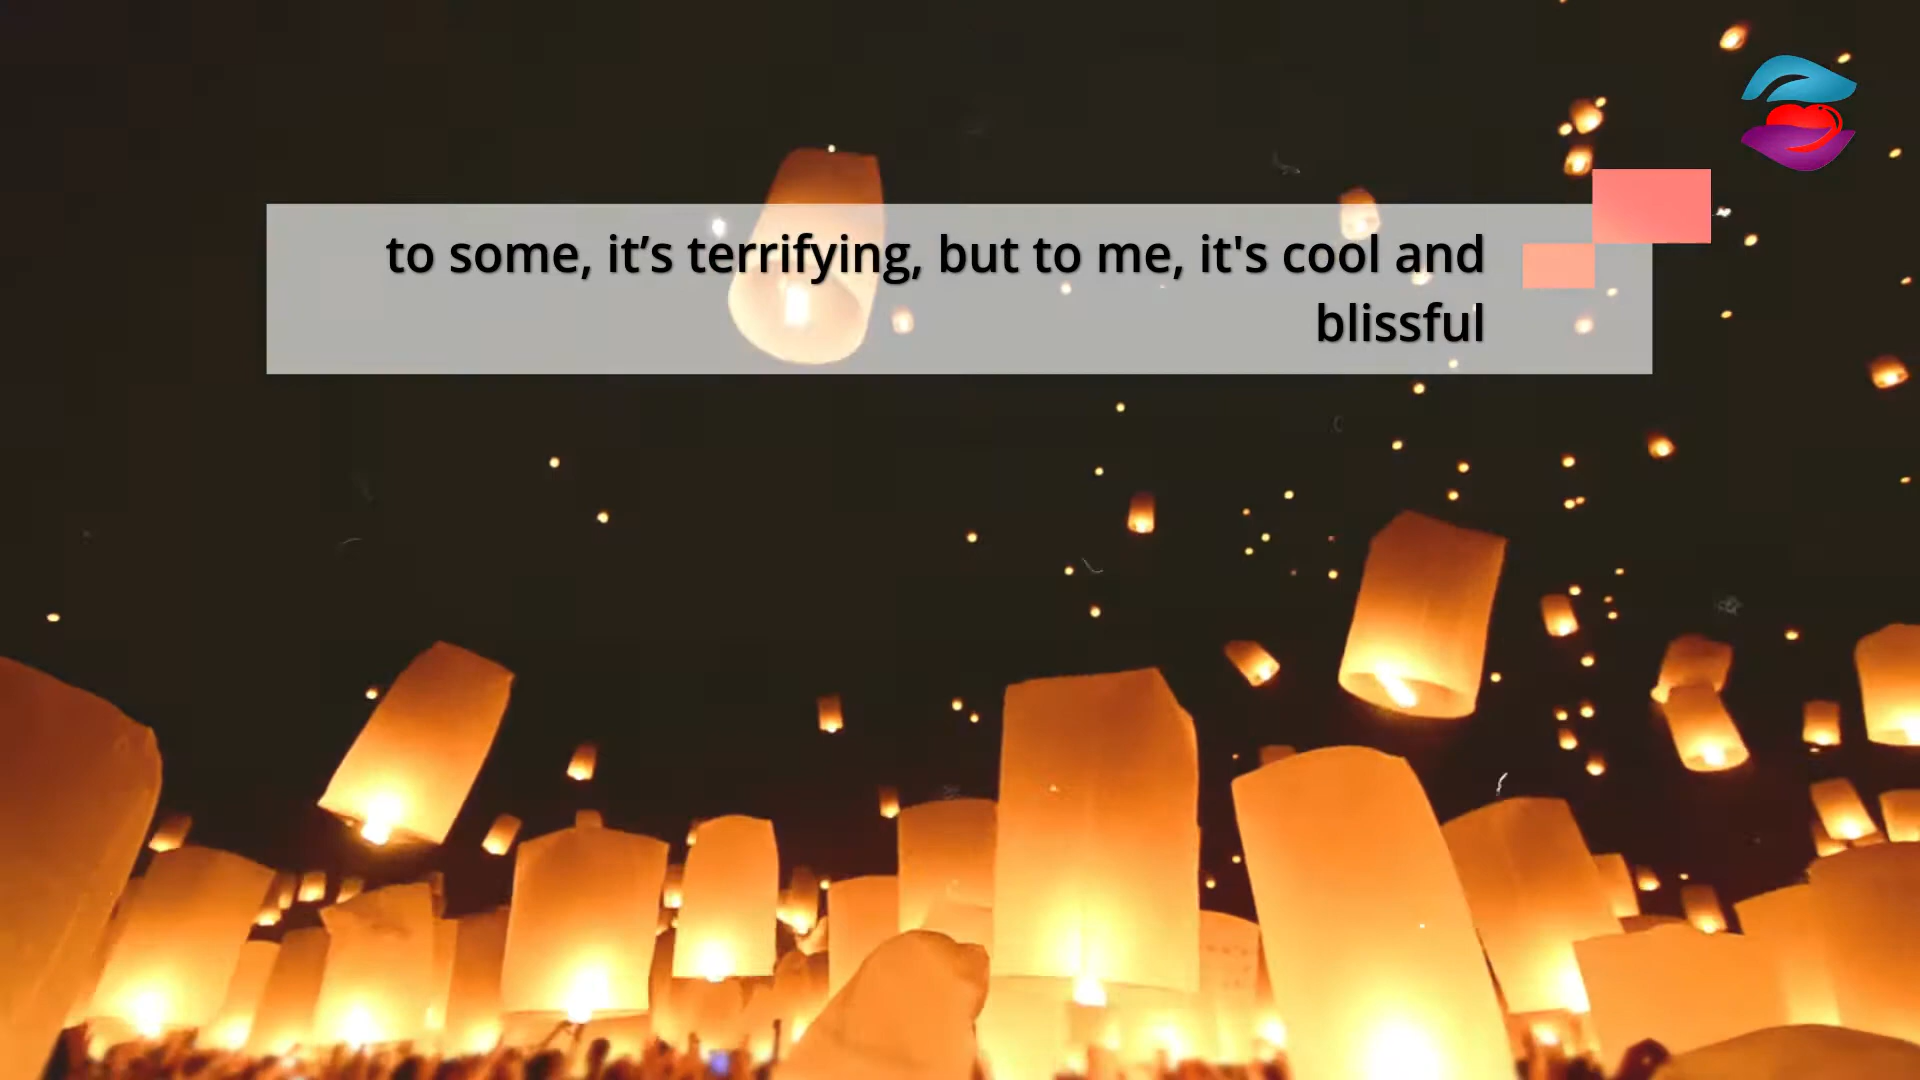 to some, it’s terrifying, but to me, it's cool and
blissful